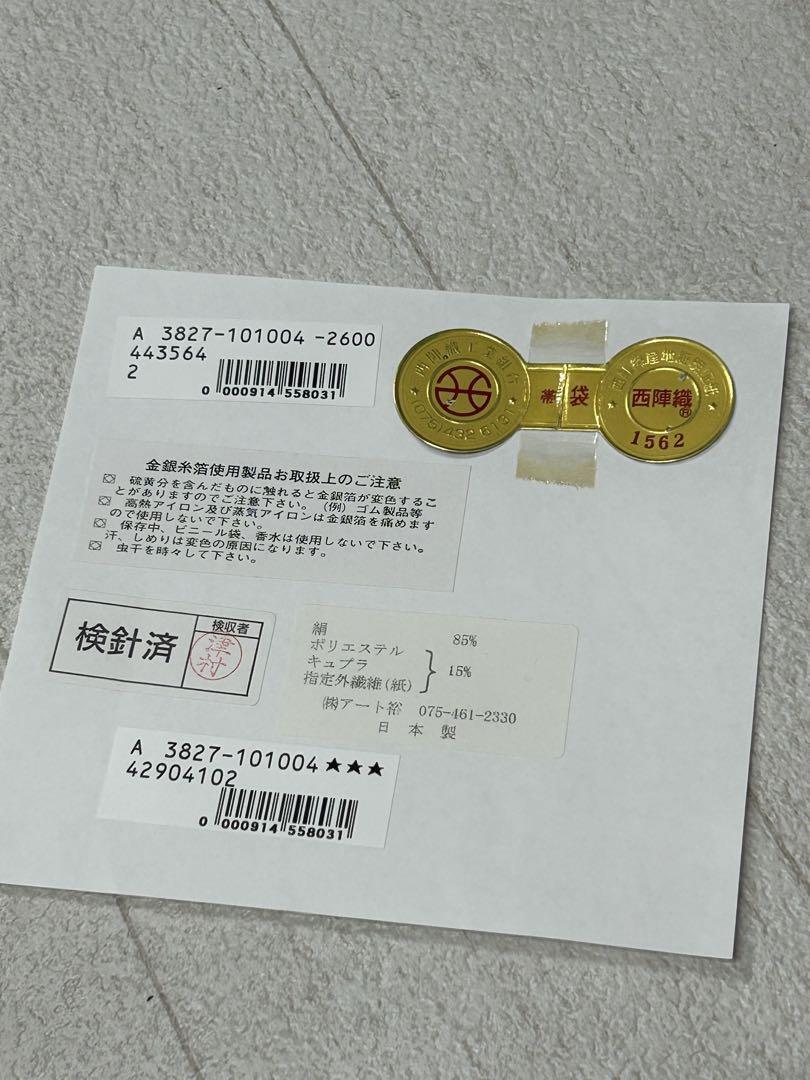 A 3827-101004 -2600
443564
2
0 000914 558031
西陣織工業組合
(075)432 6131
帯 袋
西陣織
1562
金銀糸箔使用製品お取扱上のご注意
硫黄分を含んだものに触れると金銀箔が変色するこ
とがありますのでご注意下さい。(例)ゴム製品等
高熱アイロン及び蒸気アイロンは金銀箔を痛めます
ので使用しないで下さい。
保存中、ビニール袋、香水は使用しないで下さい。
汗、しめりは変色の原因になります。
虫干を時々して下さい。
検針済
検収者
津村
絹 85%
ポリエステル
キュプラ 15%
指定外繊維(紙)
㈱アート裕 075-461-2330
日本製
A 3827-101004★★★
42904102
0 000914 558031